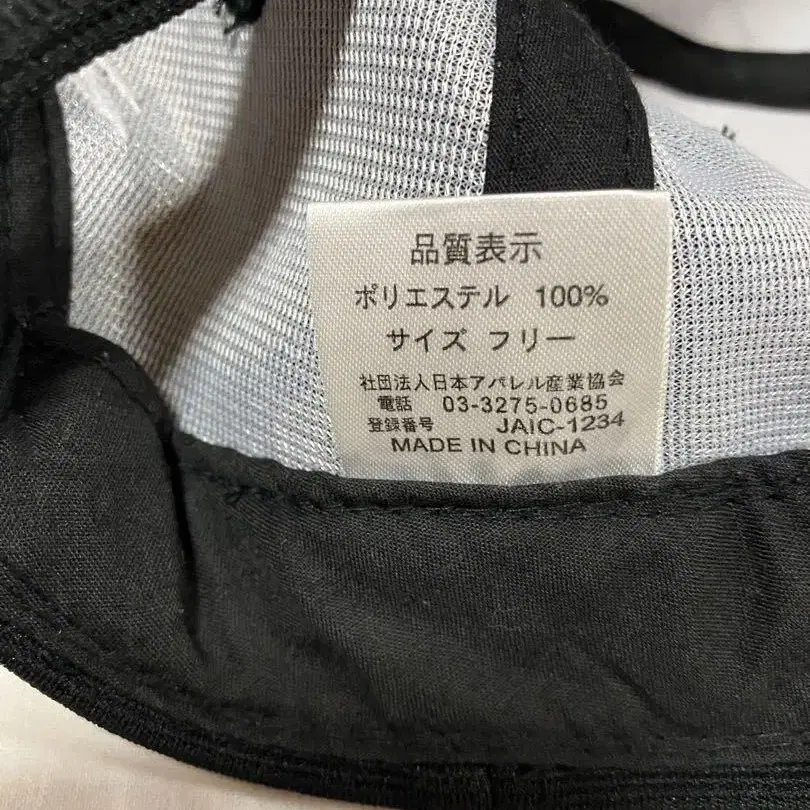 品質表示
ポリエステル 100%
サイズ フリー
社団法人日本アパレル産業協会
電話 03-3275-0685
登録番号 JAIC-1234
MADE IN CHINA